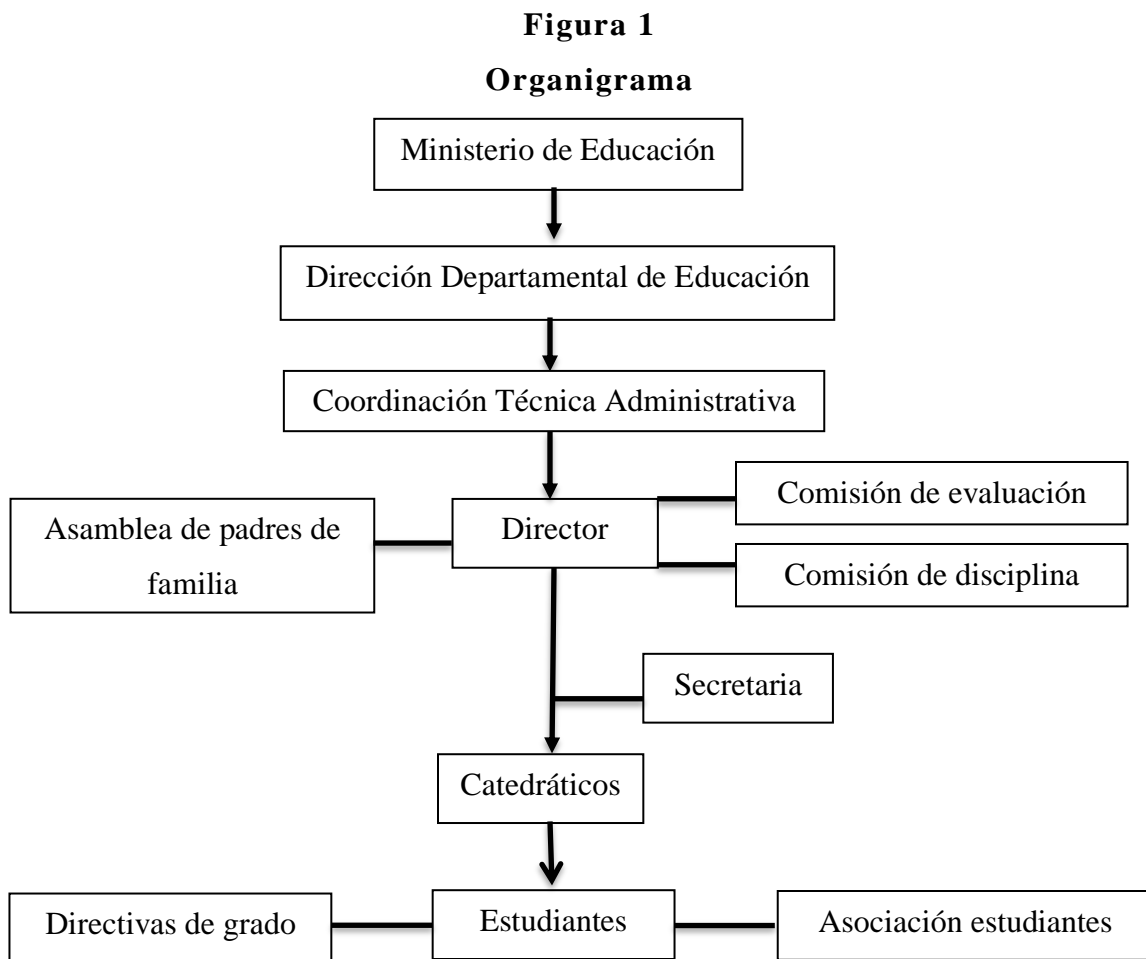 Figura 1
Organigrama
Ministerio de Educación
Dirección Departamental de Educación
Coordinación Técnica Administrativa
Asamblea de padres de
familia
Director
Comisión de evaluación
Comisión de disciplina
Secretaria
Catedráticos
Directivas de grado
Estudiantes
Asociación estudiantes